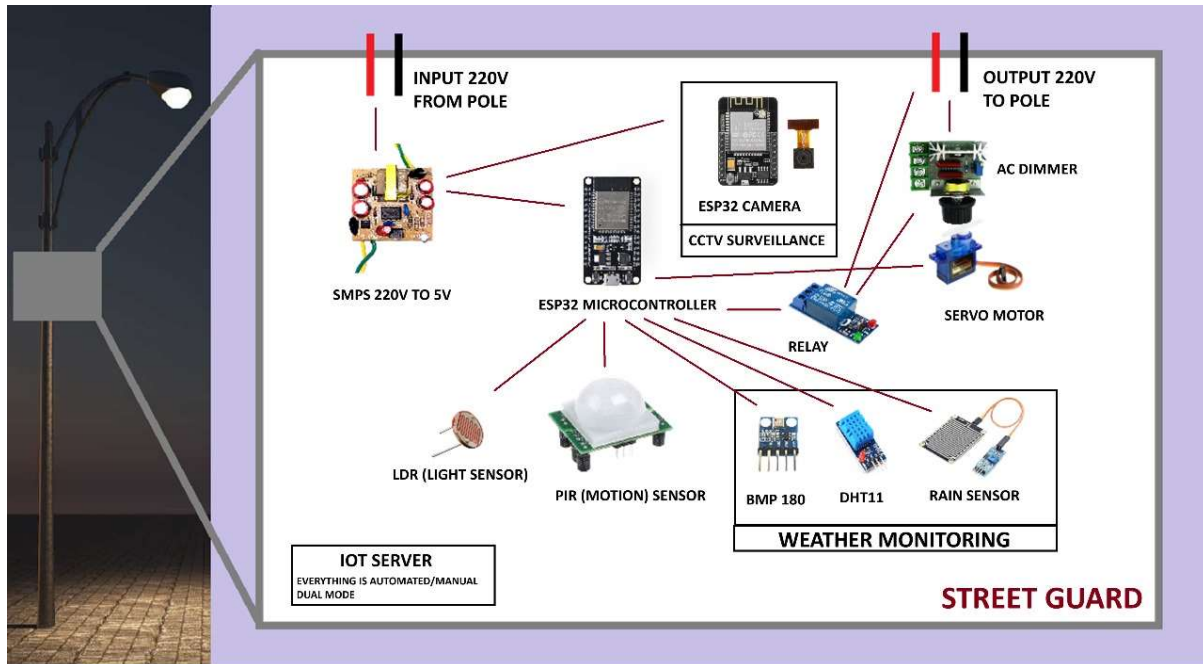 INPUT 220V
FROM POLE
OUTPUT 220V
TO POLE
AC DIMMER
ESP32 CAMERA
CCTV SURVEILLANCE
SMPS 220V TO 5V
ESP32 MICROCONTROLLER
SERVO MOTOR
RELAY
LDR (LIGHT SENSOR)
PIR (MOTION) SENSOR
BMP 180
DHT11
RAIN SENSOR
WEATHER MONITORING
IOT SERVER
EVERYTHING IS AUTOMATED/MANUAL
DUAL MODE
STREET GUARD